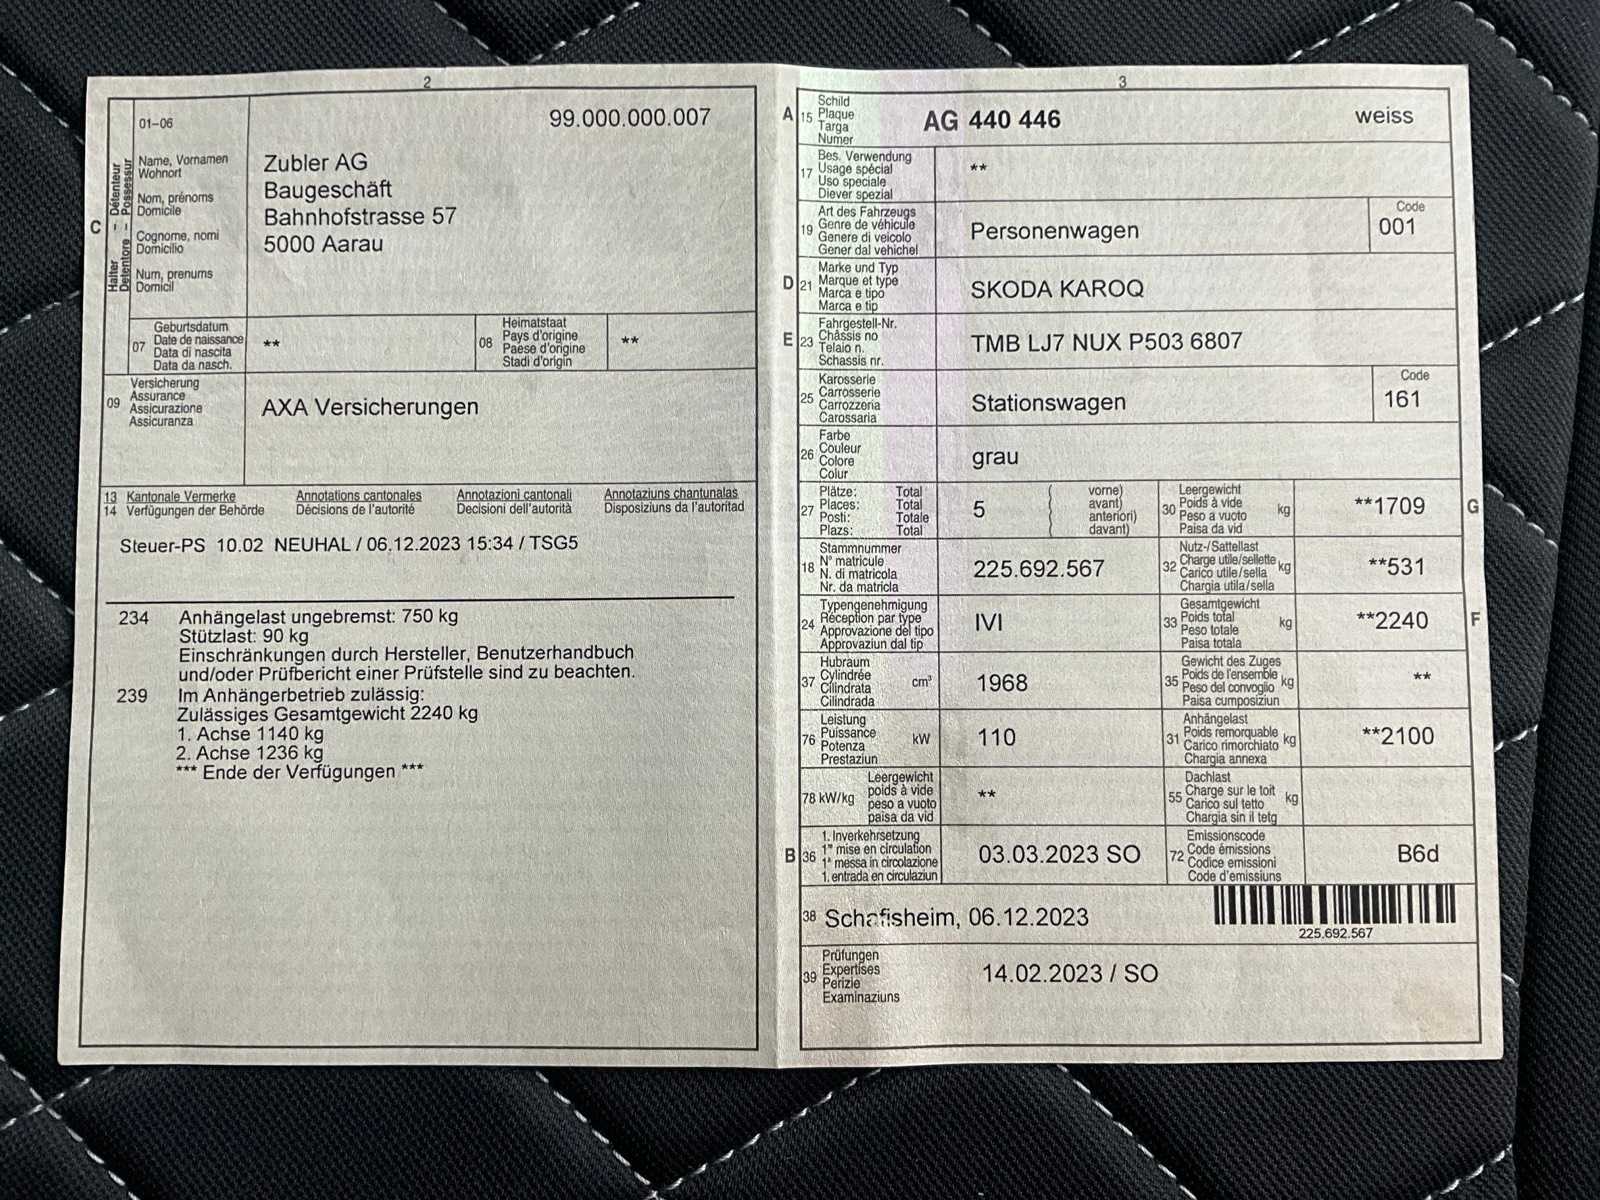 2
01-06
99.000.000.007
C
Halter – Détenteur
Detentore – Possessur
Name, Vornamen
Wohnort
Nom, prénoms
Domicile
Cognome, nomi
Domicilio
Num, prenums
Domicil
Zubler AG
Baugeschäft
Bahnhofstrasse 57
5000 Aarau
07
Geburtsdatum
Date de naissance
Data di nascita
Data da nasch.
**
08
Heimatstaat
Pays d'origine
Paese d'origine
Stadi d'origin
**
09
Versicherung
Assurance
Assicurazione
Assicuranza
AXA Versicherungen
13 Kantonale Vermerke Annotations cantonales Annotazioni cantonali Annotaziuns chantunalas
14 Verfügungen der Behörde Décisions de l'autorité Decisioni dell'autorità Disposiziuns da l'autoritad
Steuer-PS 10.02 NEUHAL / 06.12.2023 15:34 / TSG5
234 Anhängelast ungebremst: 750 kg
Stützlast: 90 kg
Einschränkungen durch Hersteller, Benutzerhandbuch
und/oder Prüfbericht einer Prüfstelle sind zu beachten.
239 Im Anhängerbetrieb zulässig:
Zulässiges Gesamtgewicht 2240 kg
1. Achse 1140 kg
2. Achse 1236 kg
*** Ende der Verfügungen ***
3
A
15
Schild
Plaque
Targa
Numer
AG 440 446
weiss
17
Bes. Verwendung
Usage spécial
Uso speciale
Diever spezial
**
19
Art des Fahrzeugs
Genre de véhicule
Genere di veicolo
Gener dal vehichel
Personenwagen
Code
001
D
21
Marke und Typ
Marque et type
Marca e tipo
Marca e tip
SKODA KAROQ
E
23
Fahrgestell-Nr.
Châssis no
Telaio n.
Schassis nr.
TMB LJ7 NUX P503 6807
25
Karosserie
Carrosserie
Carrozzeria
Carossaria
Stationswagen
Code
161
26
Farbe
Couleur
Colore
Colur
grau
27
Plätze: Total
Places: Total
Posti: Totale
Plazs: Total
5
( vorne)
( avant)
( anteriori)
( davant)
30
Leergewicht
Poids à vide
Peso a vuoto
Paisa da vid
kg
**1709
G
18
Stammnummer
N° matricule
N. di matricola
Nr. da matricla
225.692.567
32
Nutz-/Sattellast
Charge utile/sellette
Carico utile/sella
Chargia utila/sella
kg
**531
24
Typengenehmigung
Réception par type
Approvazione del tipo
Approvaziun dal tip
IVI
33
Gesamtgewicht
Poids total
Peso totale
Paisa totala
kg
**2240
F
37
Hubraum
Cylindrée
Cilindrata
Cilindrada
cm³
1968
35
Gewicht des Zuges
Poids de l'ensemble
Peso del convoglio
Paisa cumposiziun
kg
**
76
Leistung
Puissance
Potenza
Prestaziun
kW
110
31
Anhängelast
Poids remorquable
Carico rimorchiato
Chargia annexa
kg
**2100
78 kW/kg
Leergewicht
poids à vide
peso a vuoto
paisa da vid
**
55
Dachlast
Charge sur le toit
Carico sul tetto
Chargia sin il tetg
kg
B
36
1. Inverkehrsetzung
1re mise en circulation
1a messa in circolazione
1. entrada en circulaziun
03.03.2023 SO
72
Emissionscode
Code émissions
Codice emissioni
Code d'emissiuns
B6d
38 Schafisheim, 06.12.2023
225.692.567
39
Prüfungen
Expertises
Perizie
Examinaziuns
14.02.2023 / SO